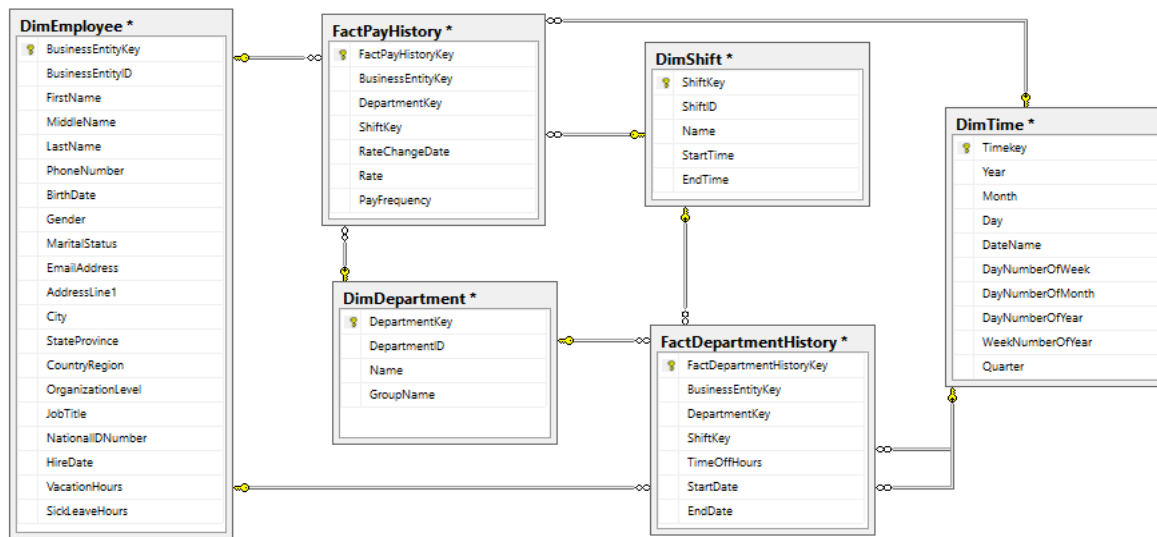 DimEmployee *
BusinessEntityKey
BusinessEntityID
FirstName
MiddleName
LastName
PhoneNumber
BirthDate
Gender
MaritalStatus
EmailAddress
AddressLine1
City
StateProvince
CountryRegion
OrganizationLevel
JobTitle
NationalIDNumber
HireDate
VacationHours
SickLeaveHours
FactPayHistory *
FactPayHistoryKey
BusinessEntityKey
DepartmentKey
ShiftKey
RateChangeDate
Rate
PayFrequency
DimShift *
ShiftKey
ShiftID
Name
StartTime
EndTime
DimTime *
Timekey
Year
Month
Day
DateName
DayNumberOfWeek
DayNumberOfMonth
DayNumberOfYear
WeekNumberOfYear
Quarter
DimDepartment *
DepartmentKey
DepartmentID
Name
GroupName
FactDepartmentHistory *
FactDepartmentHistoryKey
BusinessEntityKey
DepartmentKey
ShiftKey
TimeOffHours
StartDate
EndDate